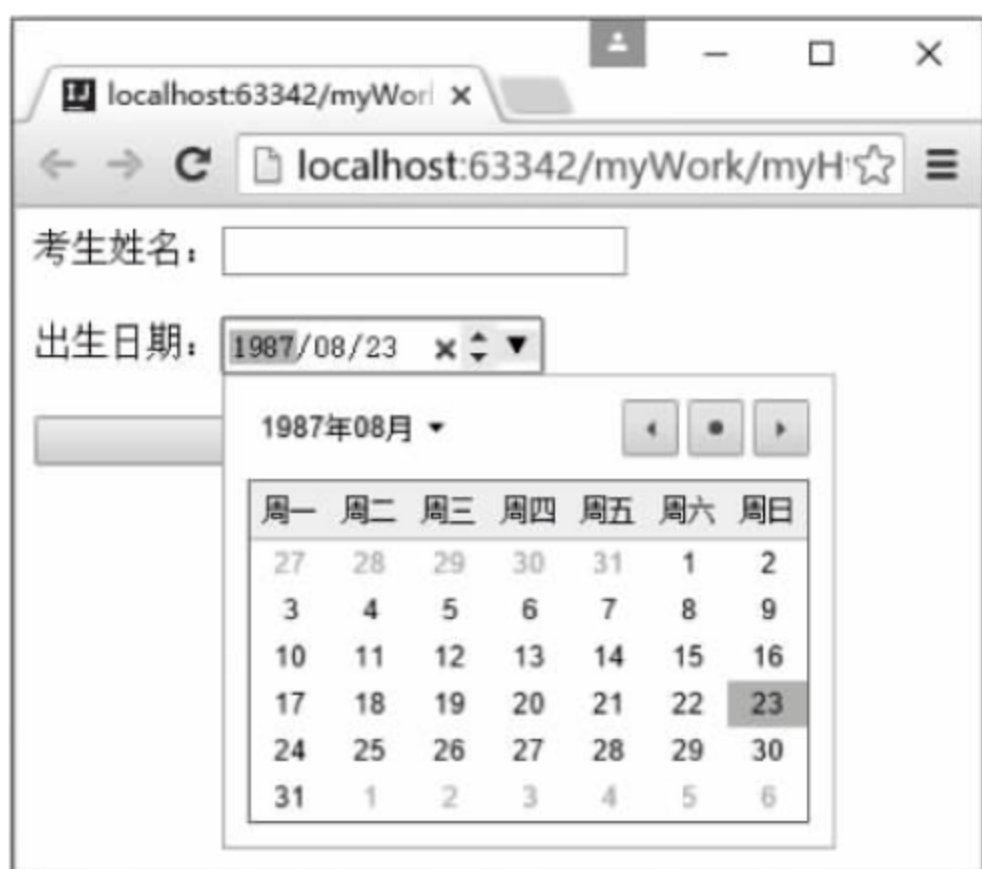 localhost:63342/myWor
localhost:63342/myWork/myH
考生姓名：
出生日期： 1987/08/23
1987年08月
周一 周二 周三 周四 周五 周六 周日
27 28 29 30 31 1 2
3 4 5 6 7 8 9
10 11 12 13 14 15 16
17 18 19 20 21 22 23
24 25 26 27 28 29 30
31 1 2 3 4 5 6